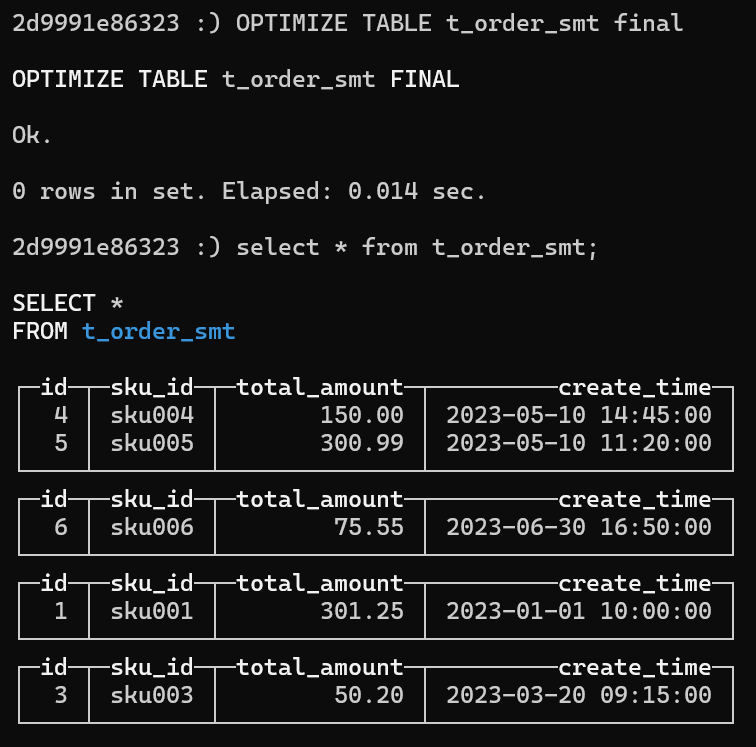 2d9991e86323 :) OPTIMIZE TABLE t_order_smt final
OPTIMIZE TABLE t_order_smt FINAL
Ok.
0 rows in set. Elapsed: 0.014 sec.
2d9991e86323 :) select * from t_order_smt;
SELECT *
FROM t_order_smt
id sku_id total_amount create_time
4 sku004 150.00 2023-05-10 14:45:00
5 sku005 300.99 2023-05-10 11:20:00
id sku_id total_amount create_time
6 sku006 75.55 2023-06-30 16:50:00
id sku_id total_amount create_time
1 sku001 301.25 2023-01-01 10:00:00
id sku_id total_amount create_time
3 sku003 50.20 2023-03-20 09:15:00